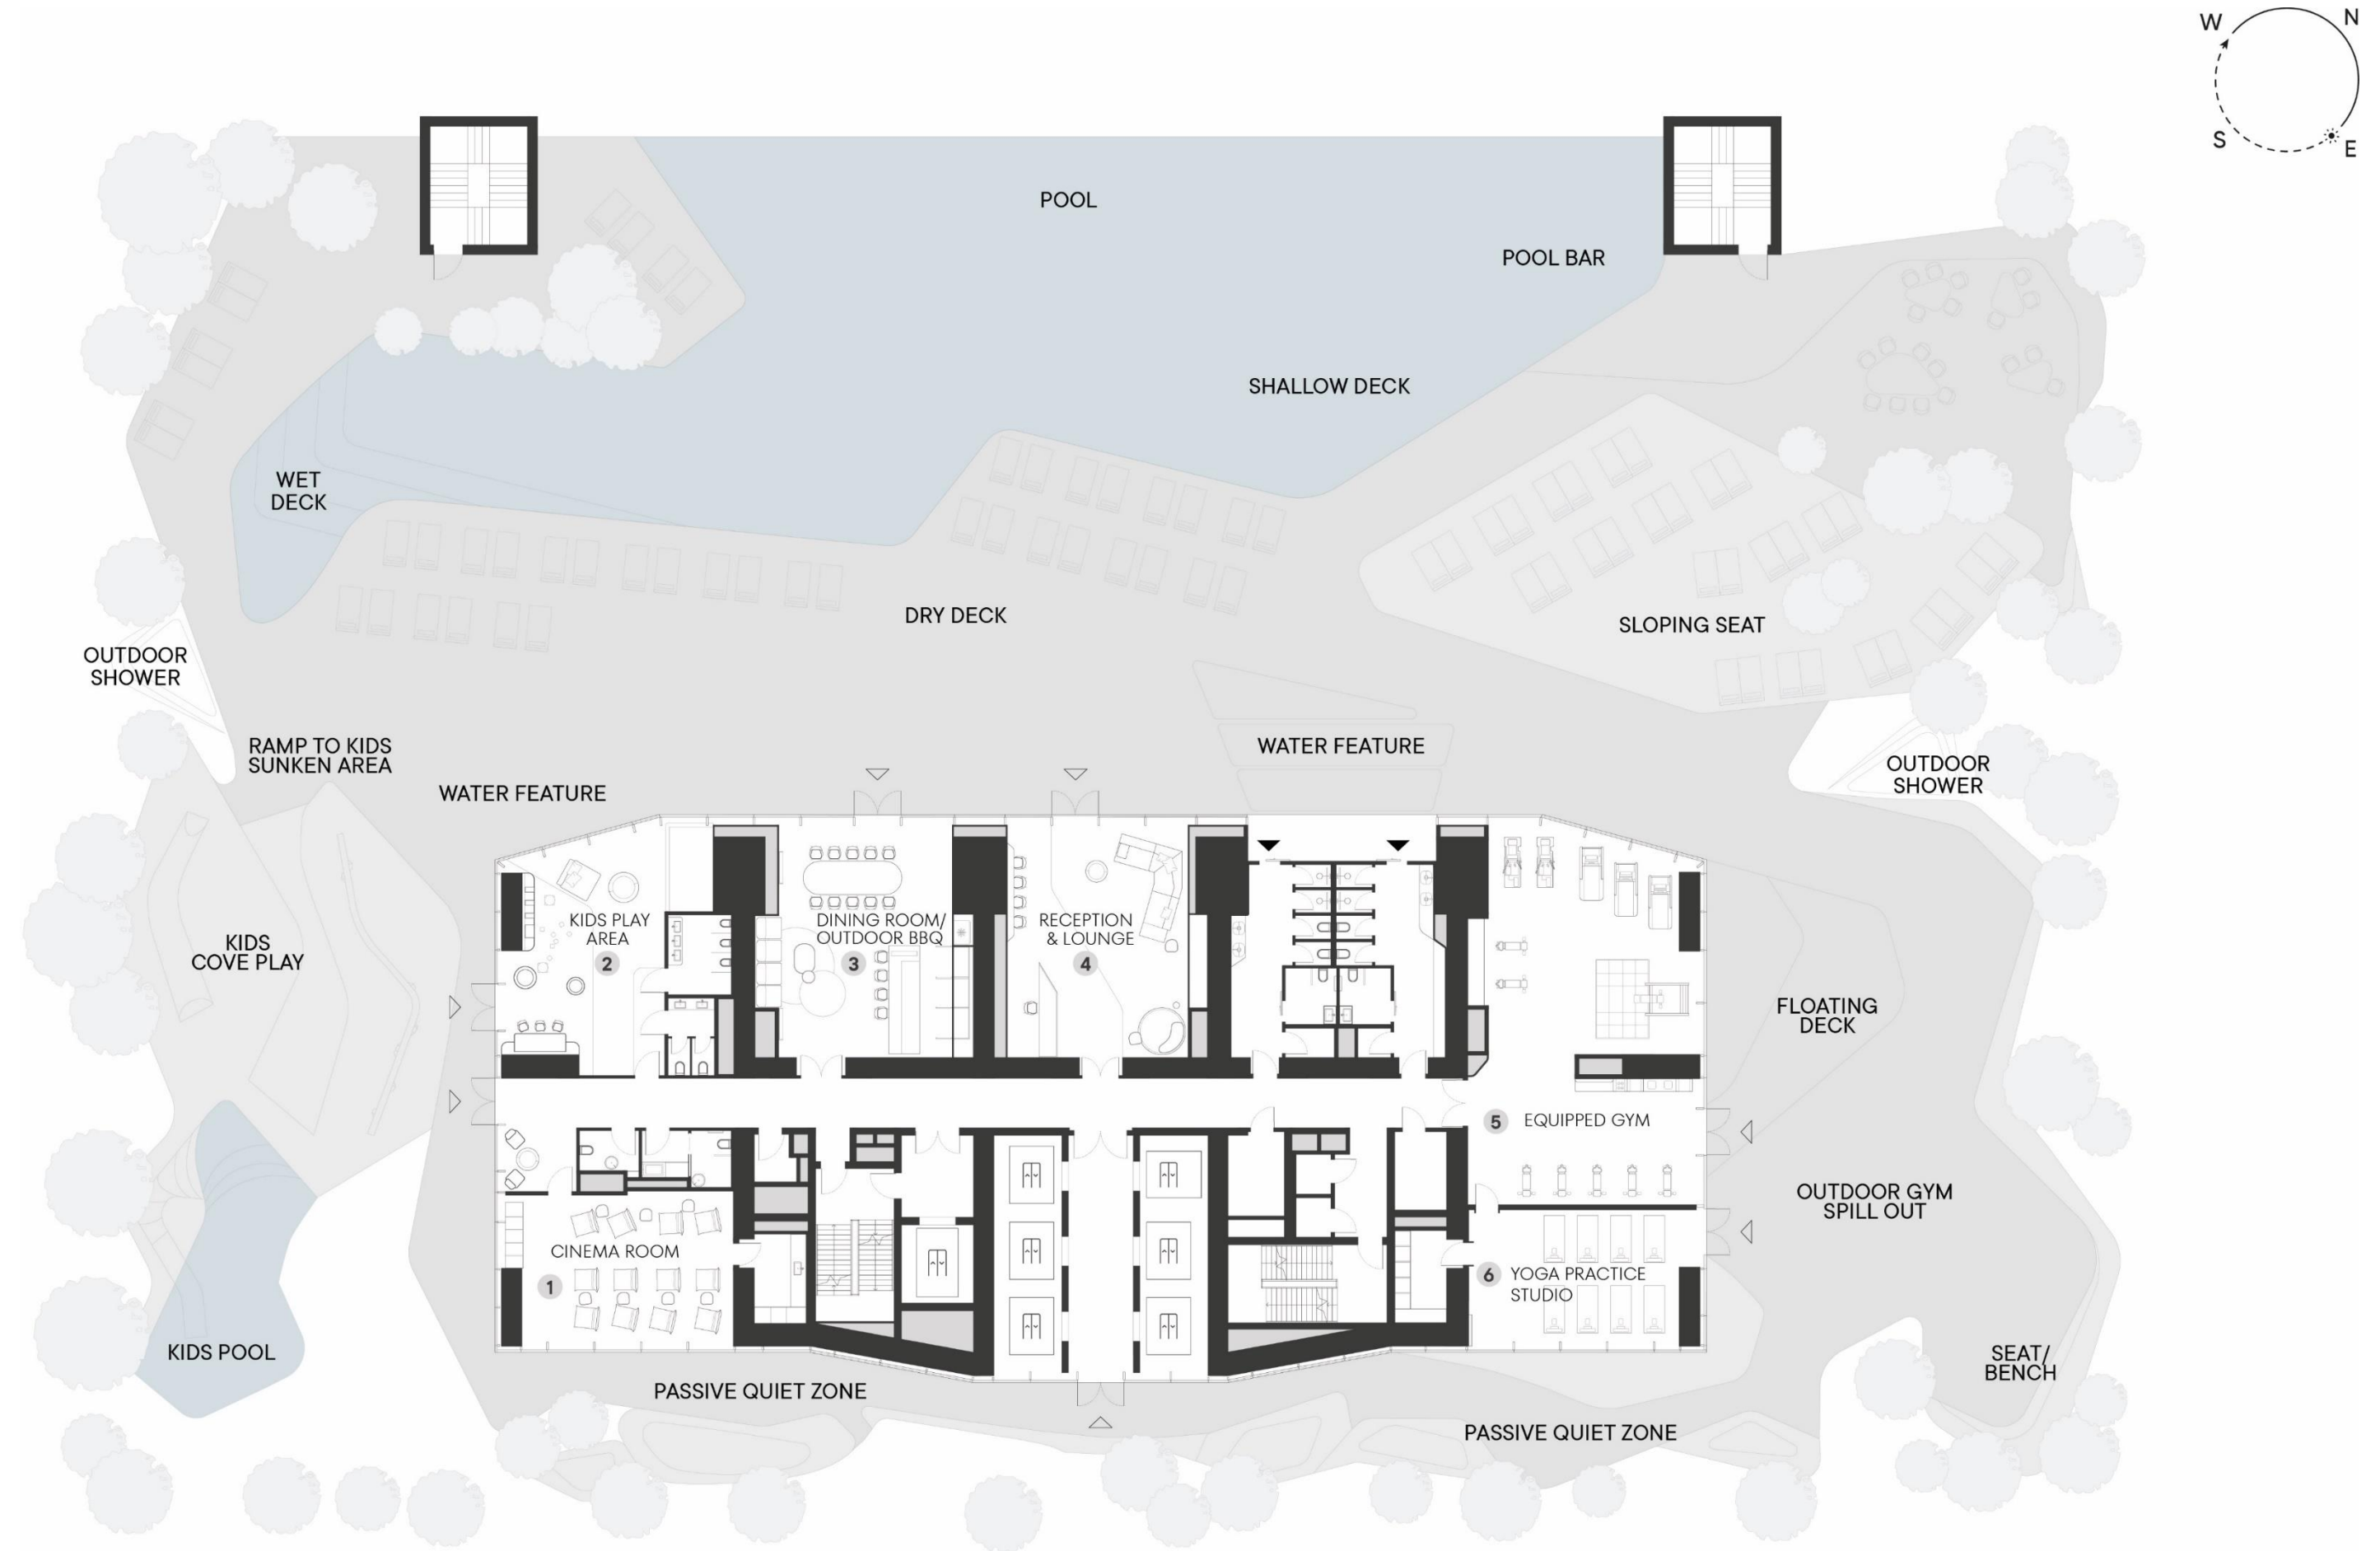 W
N
S
E
POOL
POOL BAR
SHALLOW DECK
WET
DECK
DRY DECK
SLOPING SEAT
OUTDOOR
SHOWER
RAMP TO KIDS
SUNKEN AREA
WATER FEATURE
WATER FEATURE
OUTDOOR
SHOWER
KIDS
COVE PLAY
KIDS PLAY
AREA
2
DINING ROOM/
OUTDOOR BBQ
3
RECEPTION
& LOUNGE
4
FLOATING
DECK
5 EQUIPPED GYM
OUTDOOR GYM
SPILL OUT
CINEMA ROOM
1
6 YOGA PRACTICE
STUDIO
KIDS POOL
SEAT/
BENCH
PASSIVE QUIET ZONE
PASSIVE QUIET ZONE